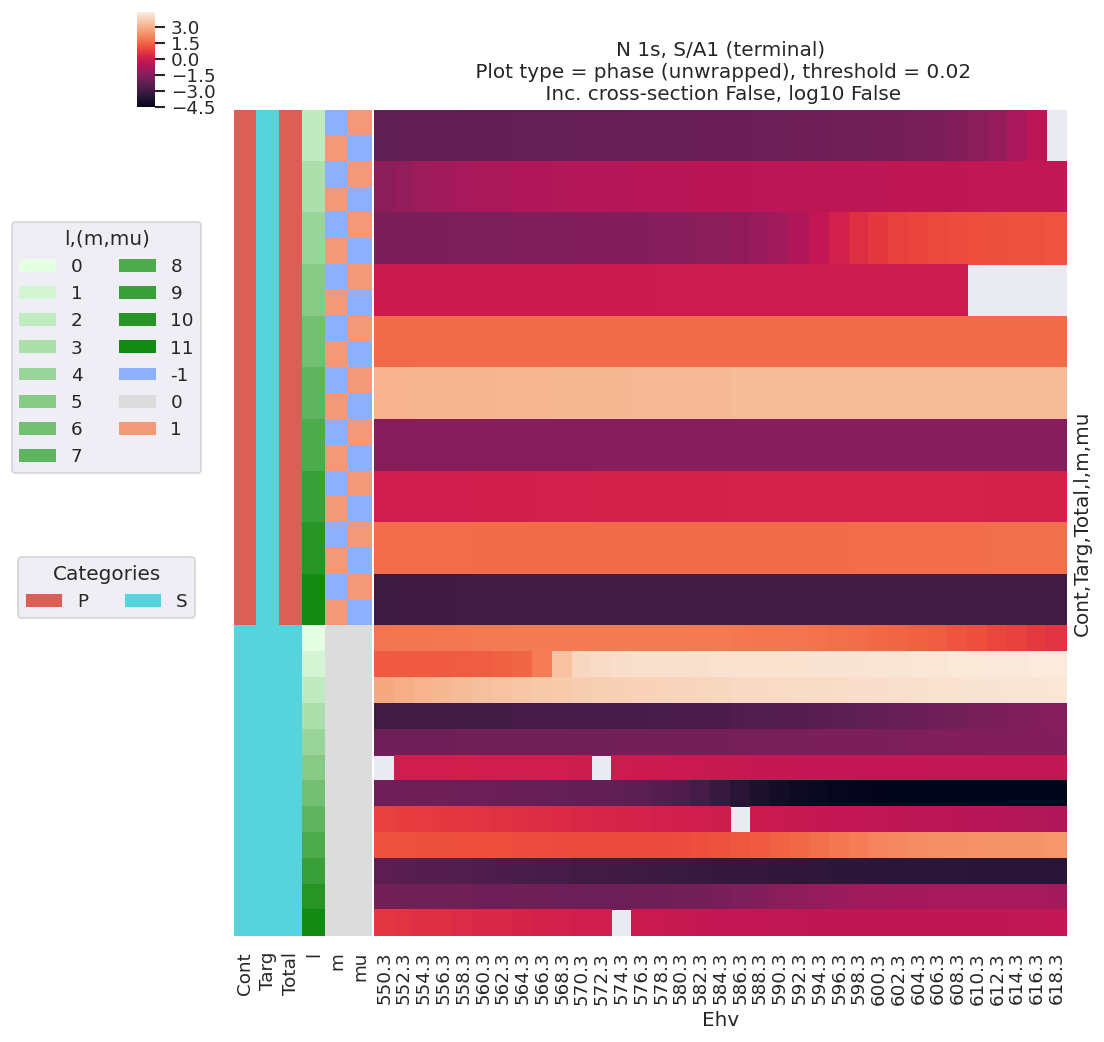 3.0
1.5
0.0
−1.5
−3.0
−4.5
N 1s, S/A1 (terminal)
Plot type = phase (unwrapped), threshold = 0.02
Inc. cross-section False, log10 False
l,(m,mu)
0 8
1 9
2 10
3 11
4 -1
5 0
6 1
7
Categories
P S
Cont,Targ,Total,l,m,mu
Cont Targ Total l m mu
550.3 552.3 554.3 556.3 558.3 560.3 562.3 564.3 566.3 568.3 570.3 572.3 574.3 576.3 578.3 580.3 582.3 584.3 586.3 588.3 590.3 592.3 594.3 596.3 598.3 600.3 602.3 604.3 606.3 608.3 610.3 612.3 614.3 616.3 618.3
Ehv